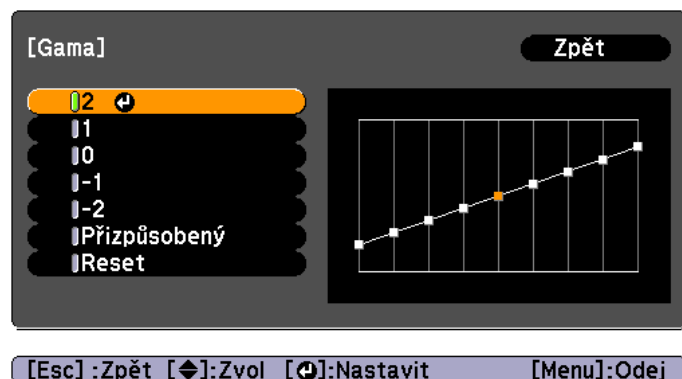 [Gama]
Zpět
2
1
0
-1
-2
Přizpůsobený
Reset
[Esc] :Zpět [◆]:Zvol [↵]:Nastavit [Menu]:Odej